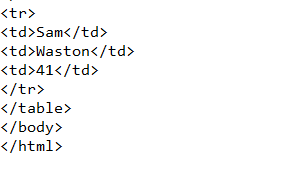 <tr>
<td>Sam</td>
<td>Waston</td>
<td>41</td>
</tr>
</table>
</body>
</html>